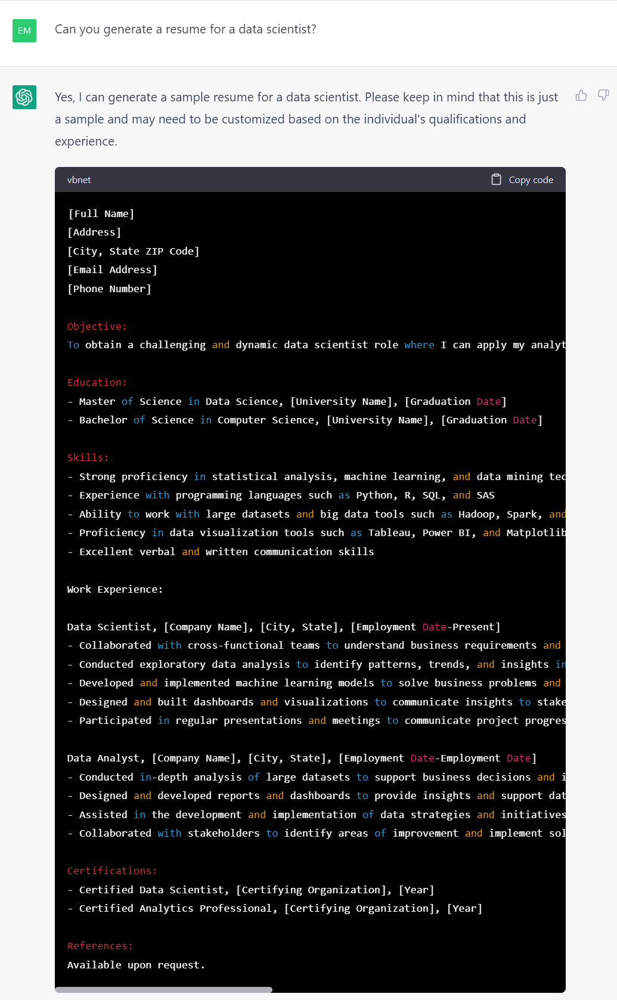 EM
Can you generate a resume for a data scientist?
Yes, I can generate a sample resume for a data scientist. Please keep in mind that this is just
a sample and may need to be customized based on the individual's qualifications and
experience.
vbnet
Copy code
[Full Name]
[Address]
[City, State ZIP Code]
[Email Address]
[Phone Number]
Objective:
To obtain a challenging and dynamic data scientist role where I can apply my analyt
Education:
- Master of Science in Data Science, [University Name], [Graduation Date]
- Bachelor of Science in Computer Science, [University Name], [Graduation Date]
Skills:
- Strong proficiency in statistical analysis, machine learning, and data mining tec
- Experience with programming languages such as Python, R, SQL, and SAS
- Ability to work with large datasets and big data tools such as Hadoop, Spark, and
- Proficiency in data visualization tools such as Tableau, Power BI, and Matplotlib
- Excellent verbal and written communication skills
Work Experience:
Data Scientist, [Company Name], [City, State], [Employment Date-Present]
- Collaborated with cross-functional teams to understand business requirements and
- Conducted exploratory data analysis to identify patterns, trends, and insights in
- Developed and implemented machine learning models to solve business problems and
- Designed and built dashboards and visualizations to communicate insights to stake
- Participated in regular presentations and meetings to communicate project progres
Data Analyst, [Company Name], [City, State], [Employment Date-Employment Date]
- Conducted in-depth analysis of large datasets to support business decisions and i
- Designed and developed reports and dashboards to provide insights and support dat
- Assisted in the development and implementation of data strategies and initiatives
- Collaborated with stakeholders to identify areas of improvement and implement sol
Certifications:
- Certified Data Scientist, [Certifying Organization], [Year]
- Certified Analytics Professional, [Certifying Organization], [Year]
References:
Available upon request.